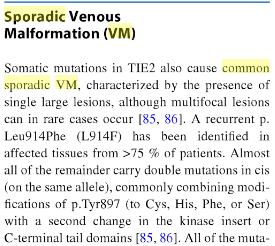 Sporadic Venous
Malformation (VM)
Somatic mutations in TIE2 also cause common
sporadic VM, characterized by the presence of
single large lesions, although multifocal lesions
can in rare cases occur [85, 86]. A recurrent p.
Leu914Phe (L914F) has been identified in
affected tissues from >75 % of patients. Almost
all of the remainder carry double mutations in cis
(on the same allele), commonly combining modi-
fications of p.Tyr897 (to Cys, His, Phe, or Ser)
with a second change in the kinase insert or
C-terminal tail domains [85, 86]. All of the muta-